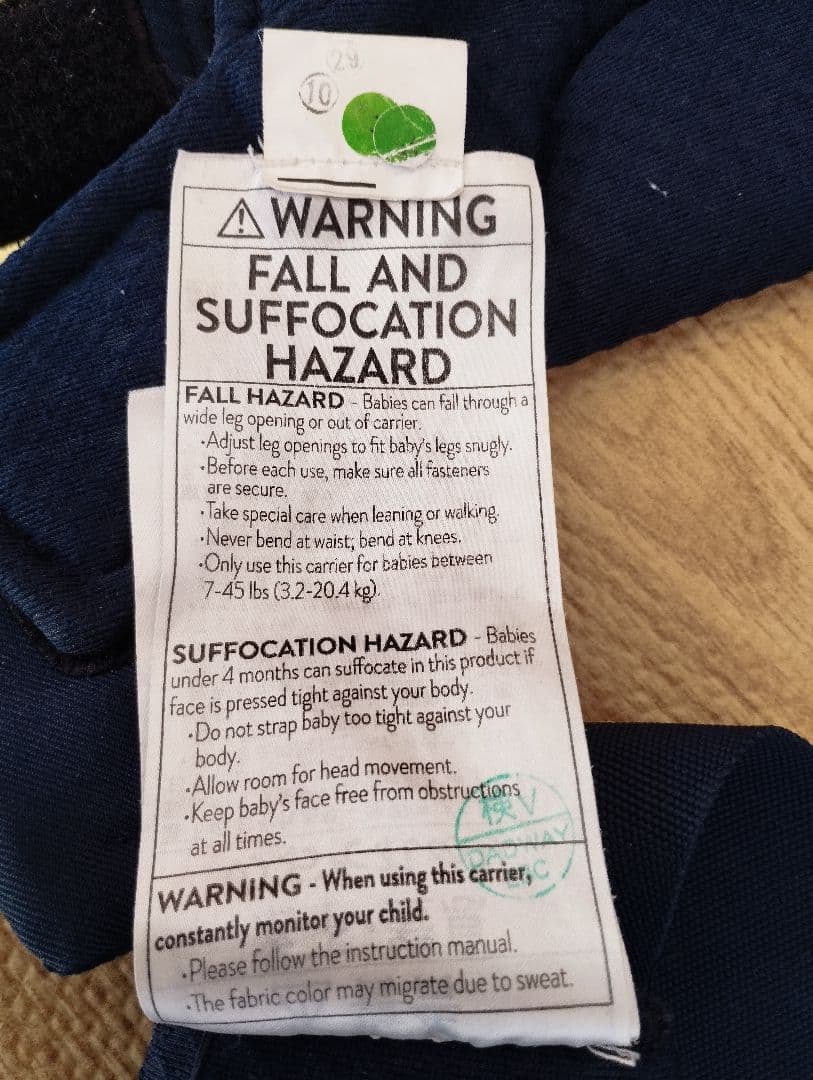 29
10
WARNING
FALL AND
SUFFOCATION
HAZARD
FALL HAZARD - Babies can fall through a
wide leg opening or out of carrier.
•Adjust leg openings to fit baby's legs snugly.
•Before each use, make sure all fasteners
are secure.
•Take special care when leaning or walking.
•Never bend at waist; bend at knees.
•Only use this carrier for babies between
7-45 lbs (3.2-20.4 kg).
SUFFOCATION HAZARD - Babies
under 4 months can suffocate in this product if
face is pressed tight against your body.
•Do not strap baby too tight against your
body.
•Allow room for head movement.
•Keep baby's face free from obstructions
at all times.
検 V
DADWAY
WARNING - When using this carrier,
constantly monitor your child.
•Please follow the instruction manual.
•The fabric color may migrate due to sweat.